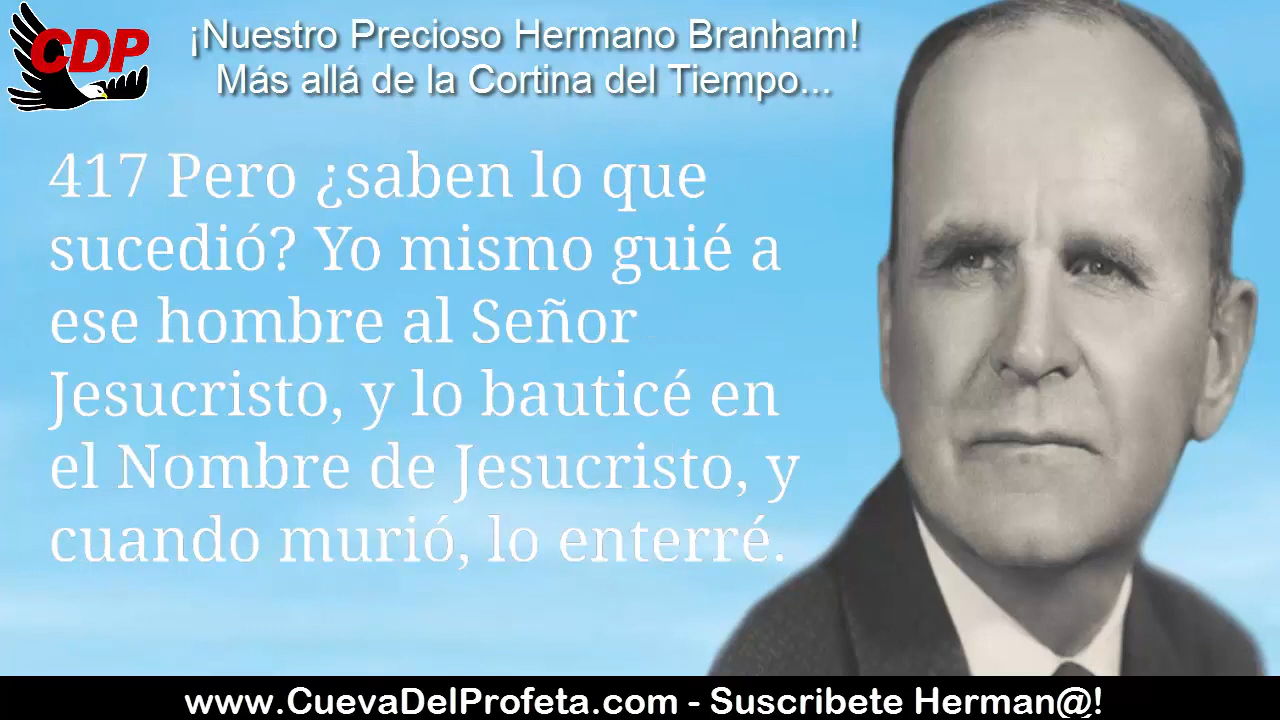 CDP
¡Nuestro Precioso Hermano Branham!
Más allá de la Cortina del Tiempo...
417 Pero ¿saben lo que
sucedió? Yo mismo guié a
ese hombre al Señor
Jesucristo, y lo bauticé en
el Nombre de Jesucristo, y
cuando murió, lo enterré.
www.CuevaDelProfeta.com - Suscribete Herman@!